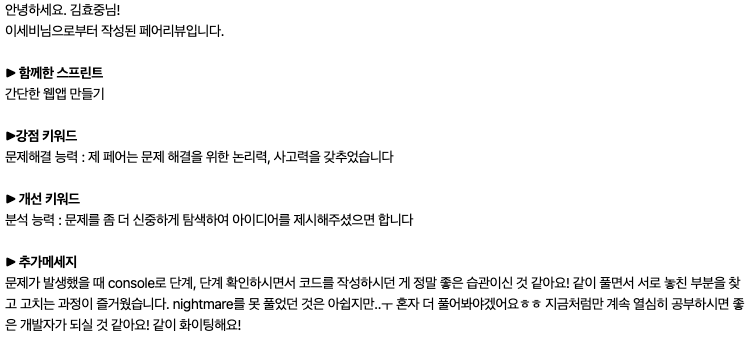 안녕하세요. 김효중님!
이세비님으로부터 작성된 페어리뷰입니다.
▶ 함께한 스프린트
간단한 웹앱 만들기
▶강점 키워드
문제해결 능력 : 제 페어는 문제 해결을 위한 논리력, 사고력을 갖추었습니다
▶ 개선 키워드
분석 능력 : 문제를 좀 더 신중하게 탐색하여 아이디어를 제시해주셨으면 합니다
▶ 추가메세지
문제가 발생했을 때 console로 단계, 단계 확인하시면서 코드를 작성하시던 게 정말 좋은 습관이신 것 같아요! 같이 풀면서 서로 놓친 부분을 찾
고 고치는 과정이 즐거웠습니다. nightmare를 못 풀었던 것은 아쉽지만..ㅜ 혼자 더 풀어봐야겠어요ㅎㅎ 지금처럼만 계속 열심히 공부하시면 좋
은 개발자가 되실 것 같아요! 같이 화이팅해요!